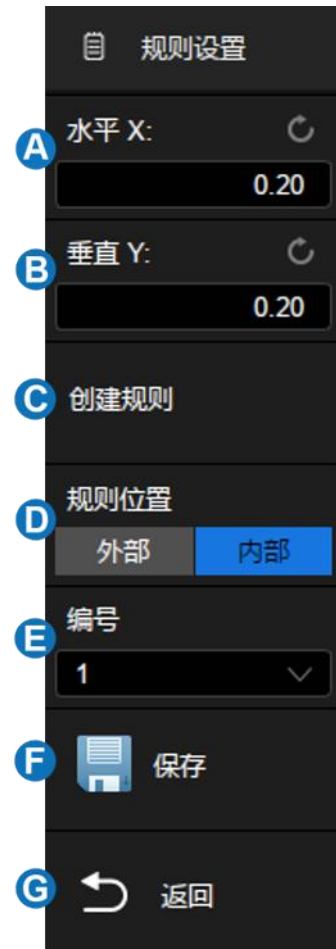 规则设置
A 水平 X:
0.20
B 垂直 Y:
0.20
C 创建规则
D 规则位置
外部 内部
E 编号
1
F 保存
G 返回